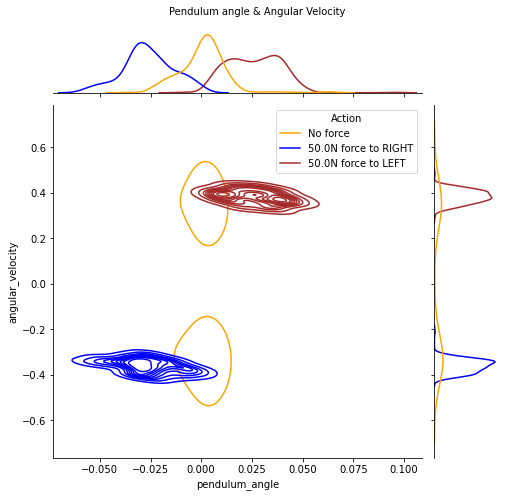 Pendulum angle & Angular Velocity
Action
No force
50.0N force to RIGHT
50.0N force to LEFT
0.6
0.4
0.2
0.0
−0.2
−0.4
−0.6
angular_velocity
−0.050
−0.025
0.000
0.025
0.050
0.075
0.100
pendulum_angle